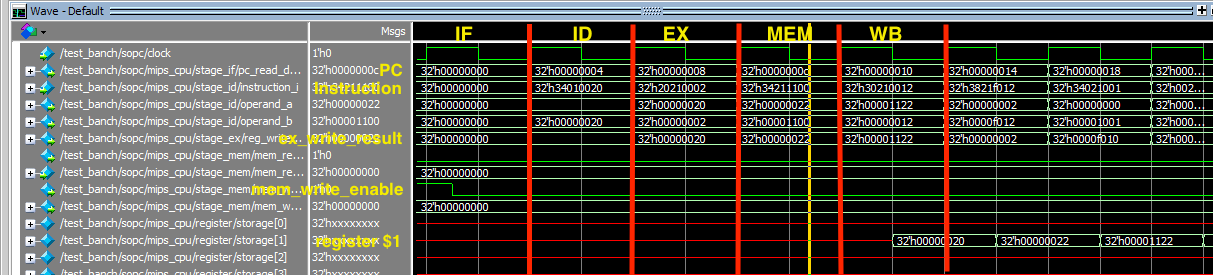 Wave - Default
Msgs
IF ID EX MEM WB
/test_banch/sopc/clock 1'h0
/test_banch/sopc/mips_cpu/stage_if/pc_read_d... 32'h0000000c PC 32'h00000000 32'h00000004 32'h00000008 32'h0000000c 32'h00000010 32'h00000014 32'h00000018 32'h000...
/test_banch/sopc/mips_cpu/stage_id/instruction_i instruction 32'h00000000 32'h34010020 32'h20210002 32'h34211100 32'h30210012 32'h3821f012 32'h34021001 32'h002...
/test_banch/sopc/mips_cpu/stage_id/operand_a 32'h00000022 32'h00000000 32'h00000020 32'h00000022 32'h00001122 32'h00000002 32'h00000000 32'h000...
/test_banch/sopc/mips_cpu/stage_id/operand_b 32'h00001100 32'h00000000 32'h00000020 32'h00000002 32'h00001100 32'h00000012 32'h0000f012 32'h00001001 32'h000...
/test_banch/sopc/mips_cpu/stage_ex/reg_write ex_write_result 32'h00000000 32'h00000020 32'h00000022 32'h00001122 32'h00000002 32'h0000f010 32'h000...
/test_banch/sopc/mips_cpu/stage_mem/mem_re... 1'h0
/test_banch/sopc/mips_cpu/stage_mem/mem_re... 32'h00000000 32'h00000000
/test_banch/sopc/mips_cpu/stage_mem/ mem_write_enable
/test_banch/sopc/mips_cpu/stage_mem/mem_w... 32'h00000000 32'h00000000
/test_banch/sopc/mips_cpu/register/storage[0] 32'hxxxxxxxx
/test_banch/sopc/mips_cpu/register/storage[1] register $1 32'h00000020 32'h00000022 32'h00001122
/test_banch/sopc/mips_cpu/register/storage[2] 32'hxxxxxxxx
/test_banch/sopc/mips_cpu/register/storage[3] 32'hxxxxxxxx